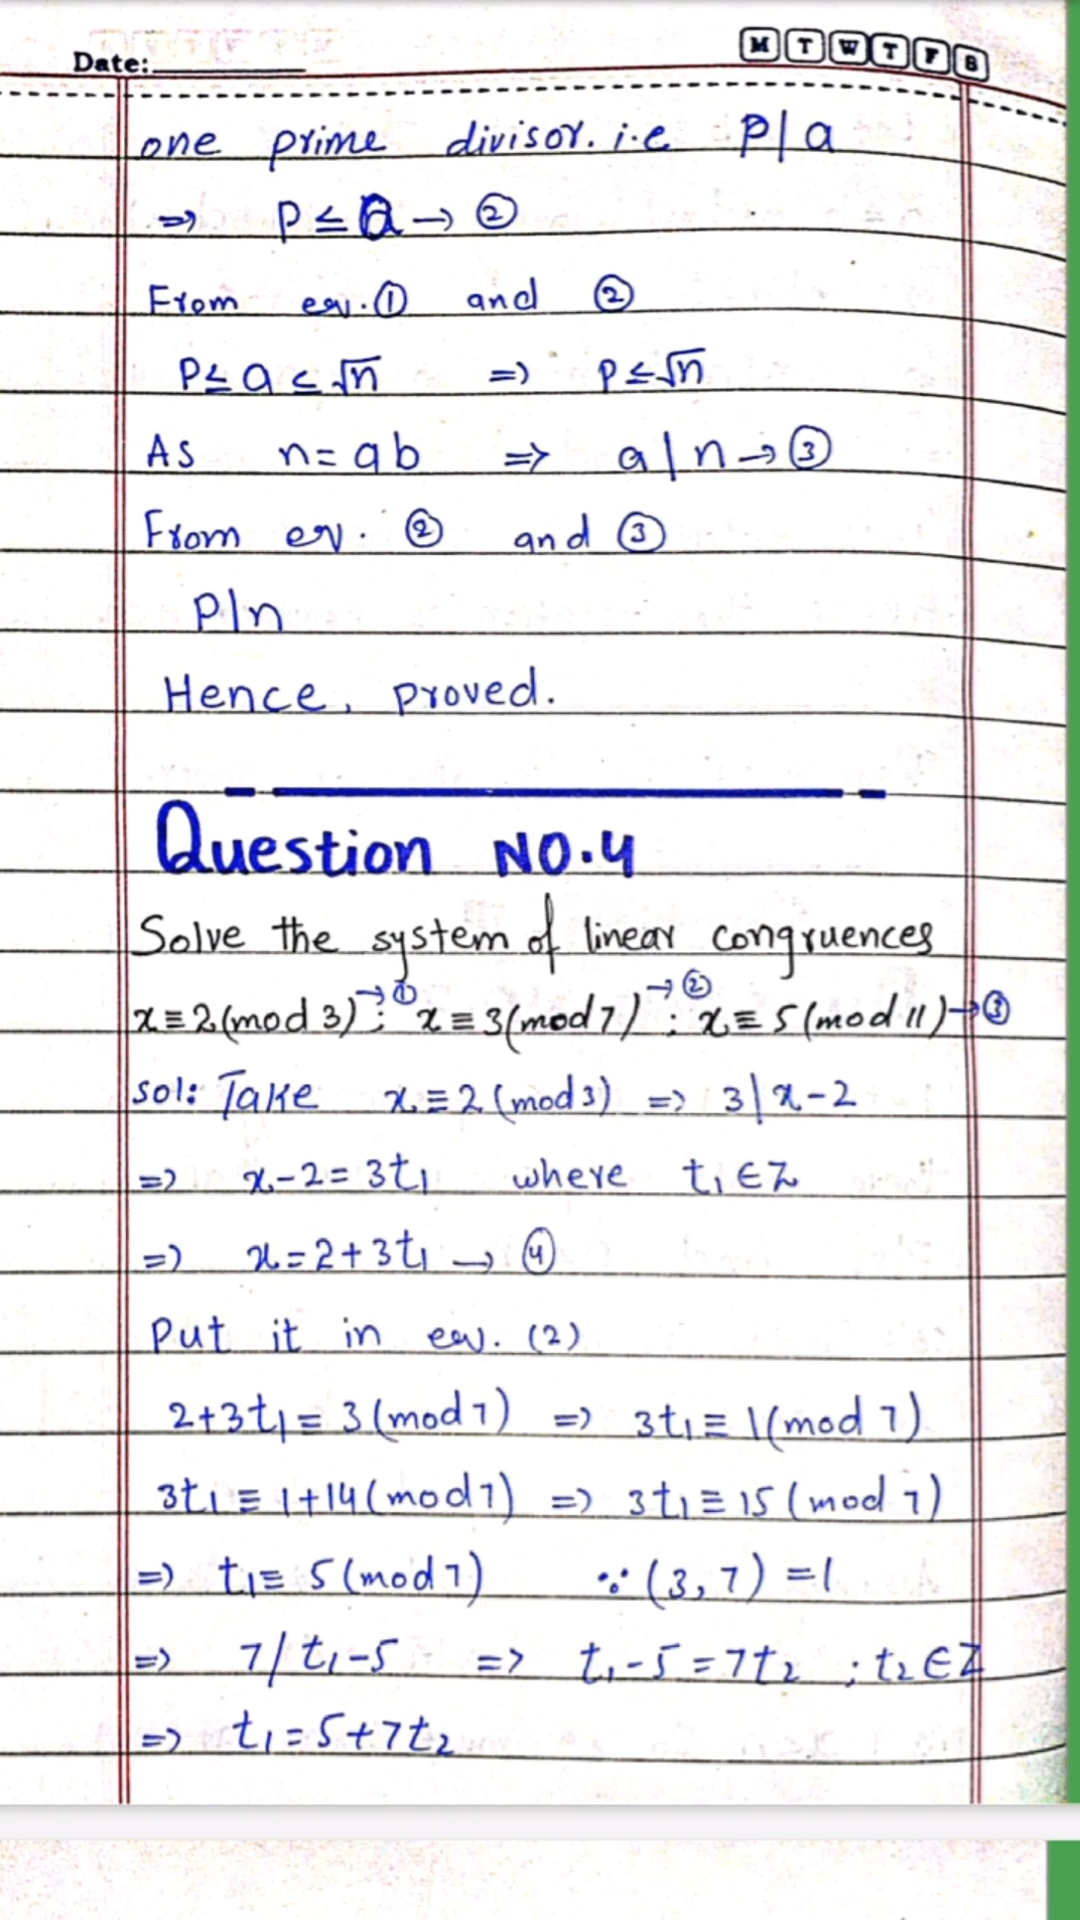 Date:
M T W T F S
one prime divisor. i.e P|a
=> P ≤ a → ②
From eq. ① and ②
P ≤ a ≤ √n => p ≤ √n
As n = ab => a|n → ③
From eq. ② and ③
P|n
Hence, proved.
Question NO.4
Solve the system of linear congruences
x ≡ 2(mod 3) → ① ; x ≡ 3(mod 7) → ② ; x ≡ 5(mod 11) → ③
Sol: Take x ≡ 2 (mod 3) => 3|x-2
=> x-2 = 3t₁ where t₁ ∈ Z
=> x = 2+3t₁ → ④
Put it in eq. (2)
2+3t₁ ≡ 3(mod 7) => 3t₁ ≡ 1(mod 7)
3t₁ ≡ 1+14(mod 7) => 3t₁ ≡ 15(mod 7)
=> t₁ ≡ 5(mod 7) ∵ (3,7) = 1
=> 7/t₁-5 => t₁-5 = 7t₂ ; t₂ ∈ Z
=> t₁ = 5+7t₂